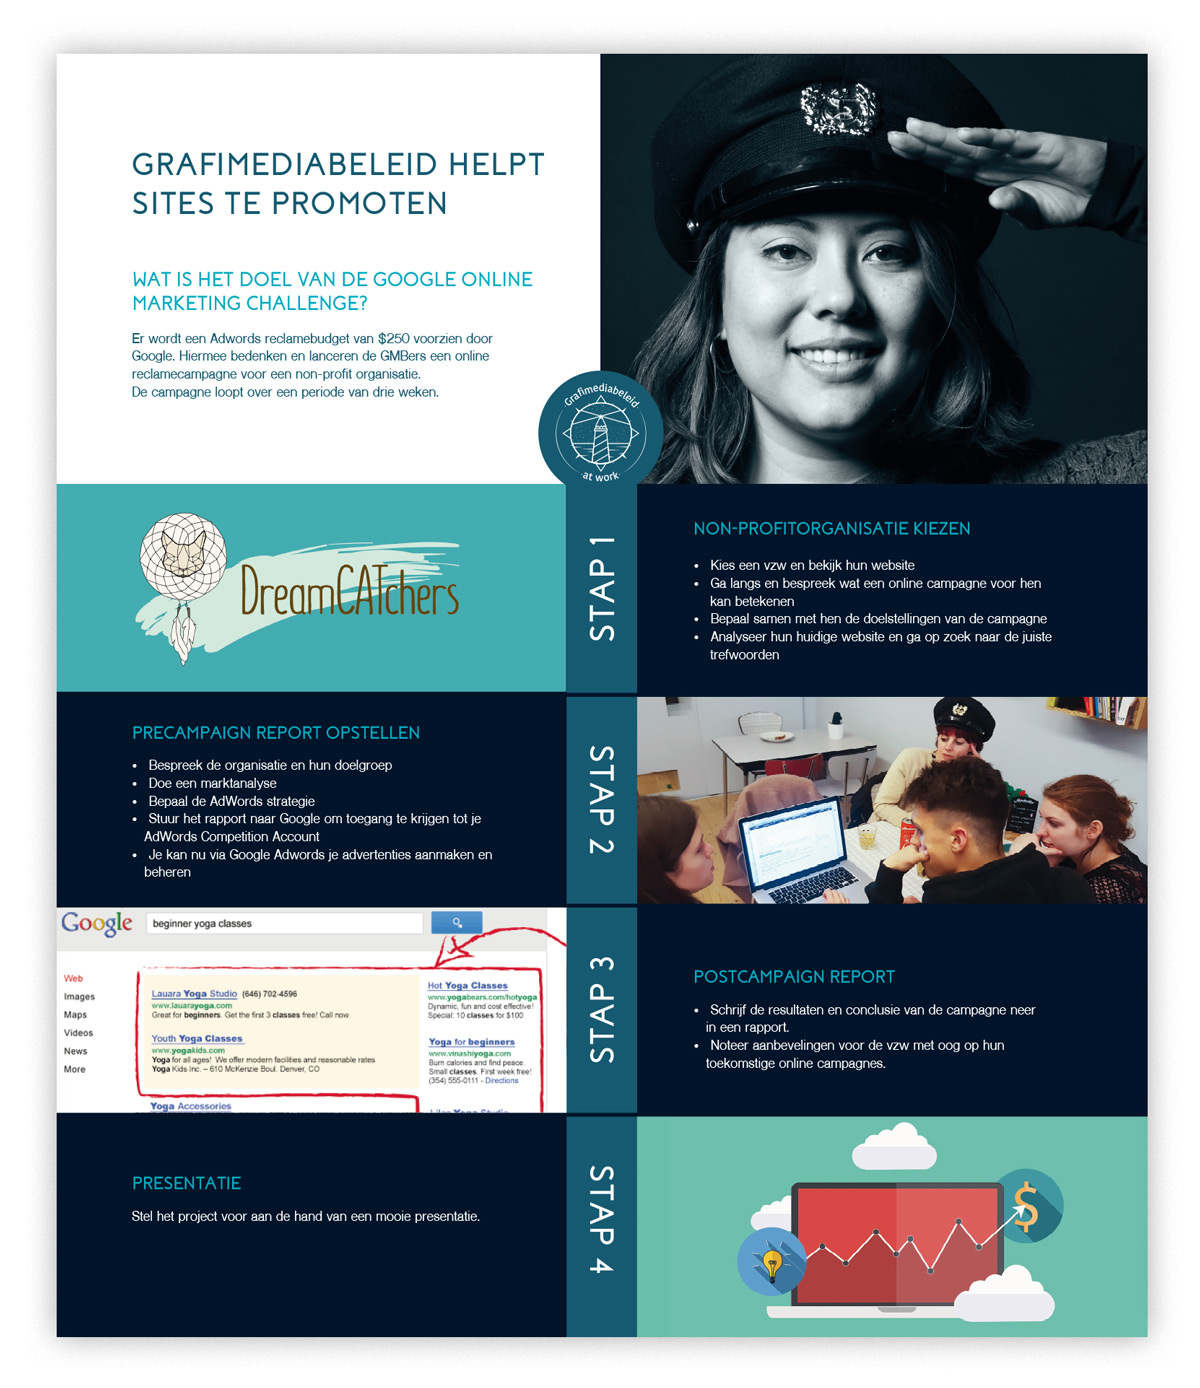 GRAFIMEDIABELEID HELPT
SITES TE PROMOTEN
WAT IS HET DOEL VAN DE GOOGLE ONLINE
MARKETING CHALLENGE?
Er wordt een Adwords reclamebudget van $250 voorzien door
Google. Hiermee bedenken en lanceren de GMBers een online
reclamecampagne voor een non-profit organisatie.
De campagne loopt over een periode van drie weken.
Grafimediabeleid
at work
DreamCATchers
STAP 1
NON-PROFITORGANISATIE KIEZEN
• Kies een vzw en bekijk hun website
• Ga langs en bespreek wat een online campagne voor hen
kan betekenen
• Bepaal samen met hen de doelstellingen van de campagne
• Analyseer hun huidige website en ga op zoek naar de juiste
trefwoorden
PRECAMPAIGN REPORT OPSTELLEN
• Bespreek de organisatie en hun doelgroep
• Doe een marktanalyse
• Bepaal de AdWords strategie
• Stuur het rapport naar Google om toegang te krijgen tot je
AdWords Competition Account
• Je kan nu via Google Adwords je advertenties aanmaken en
beheren
STAP 2
Google
beginner yoga classes
Web
Images
Maps
Videos
News
More
Lauara Yoga Studio (646) 702-4596
www.lauarayoga.com
Great for beginners. Get the first 3 classes free! Call now.
Youth Yoga Classes
www.yogakids.com
Yoga for all ages! We offer modern facilities and reasonable rates
Yoga Kids Inc. – 610 McKenzie Boul. Denver, CO
Yoga Accessories
Hot Yoga Classes
www.yogabears.com/hotyoga
Dynamic, fun and cost effective!
Special: 10 classes for $100
Yoga for beginners
www.vinashiyoga.com
Burn calories and find peace.
Small classes. First week free!
(354) 555-0111 - Directions
Lilas Yoga Studio
STAP 3
POSTCAMPAIGN REPORT
• Schrijf de resultaten en conclusie van de campagne neer
in een rapport.
• Noteer aanbevelingen voor de vzw met oog op hun
toekomstige online campagnes.
PRESENTATIE
Stel het project voor aan de hand van een mooie presentatie.
STAP 4
$